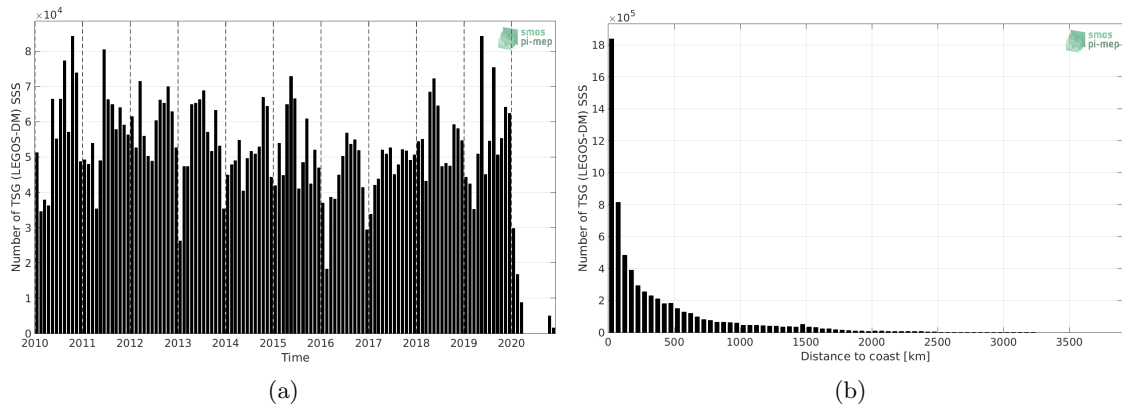 ×10⁴
8
7
6
5
4
3
2
1
0
Number of TSG (LEGOS-DM) SSS
2010 2011 2012 2013 2014 2015 2016 2017 2018 2019 2020
Time
smos
pi-mep
(a)
×10⁵
18
16
14
12
10
8
6
4
2
0
Number of TSG (LEGOS-DM) SSS
0 500 1000 1500 2000 2500 3000 3500
Distance to coast [km]
smos
pi-mep
(b)